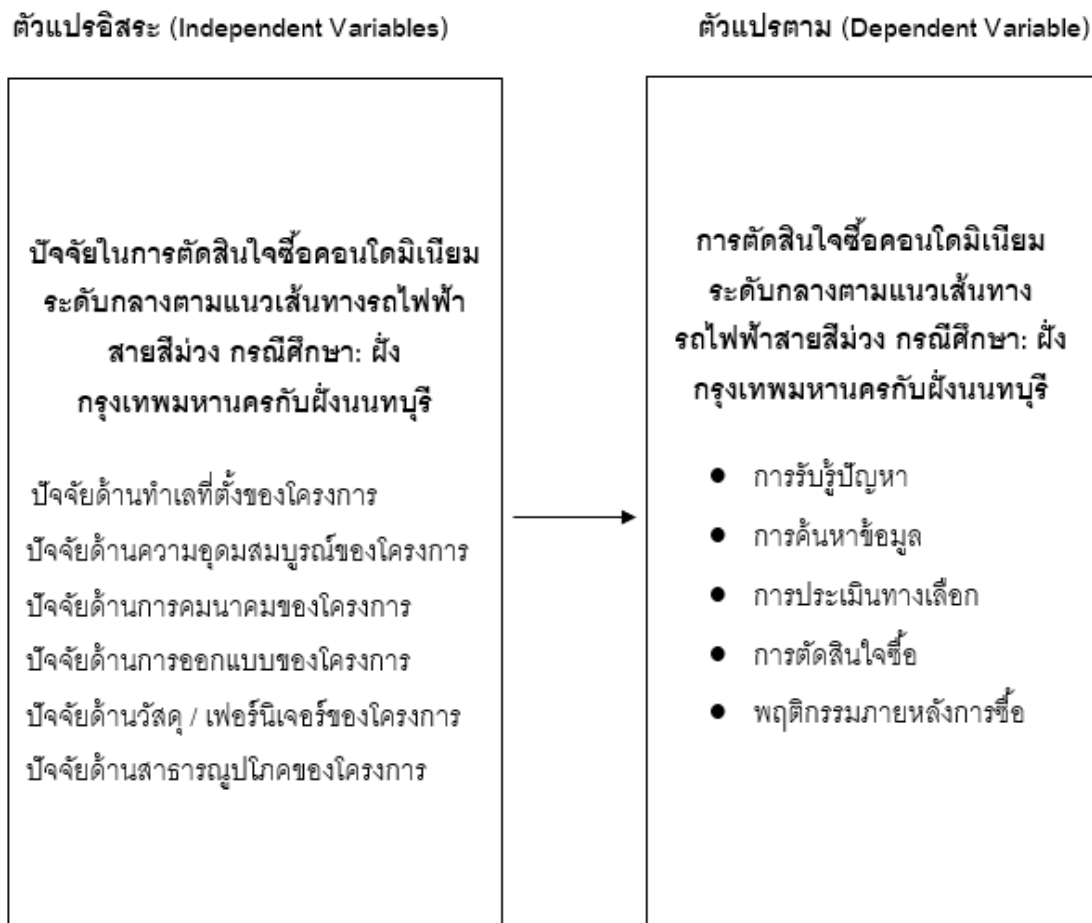 ตัวแปรอิสระ (Independent Variables)
ตัวแปรตาม (Dependent Variable)
ปัจจัยในการตัดสินใจซื้อคอนโดมิเนียม
ระดับกลางตามแนวเส้นทางรถไฟฟ้า
สายสีม่วง กรณีศึกษา: ฝั่ง
กรุงเทพมหานครกับฝั่งนนทบุรี
ปัจจัยด้านทำเลที่ตั้งของโครงการ
ปัจจัยด้านความอุดมสมบูรณ์ของโครงการ
ปัจจัยด้านการคมนาคมของโครงการ
ปัจจัยด้านการออกแบบของโครงการ
ปัจจัยด้านวัสดุ / เฟอร์นิเจอร์ของโครงการ
ปัจจัยด้านสาธารณูปโภคของโครงการ
การตัดสินใจซื้อคอนโดมิเนียม
ระดับกลางตามแนวเส้นทาง
รถไฟฟ้าสายสีม่วง กรณีศึกษา: ฝั่ง
กรุงเทพมหานครกับฝั่งนนทบุรี
● การรับรู้ปัญหา
● การค้นหาข้อมูล
● การประเมินทางเลือก
● การตัดสินใจซื้อ
● พฤติกรรมภายหลังการซื้อ